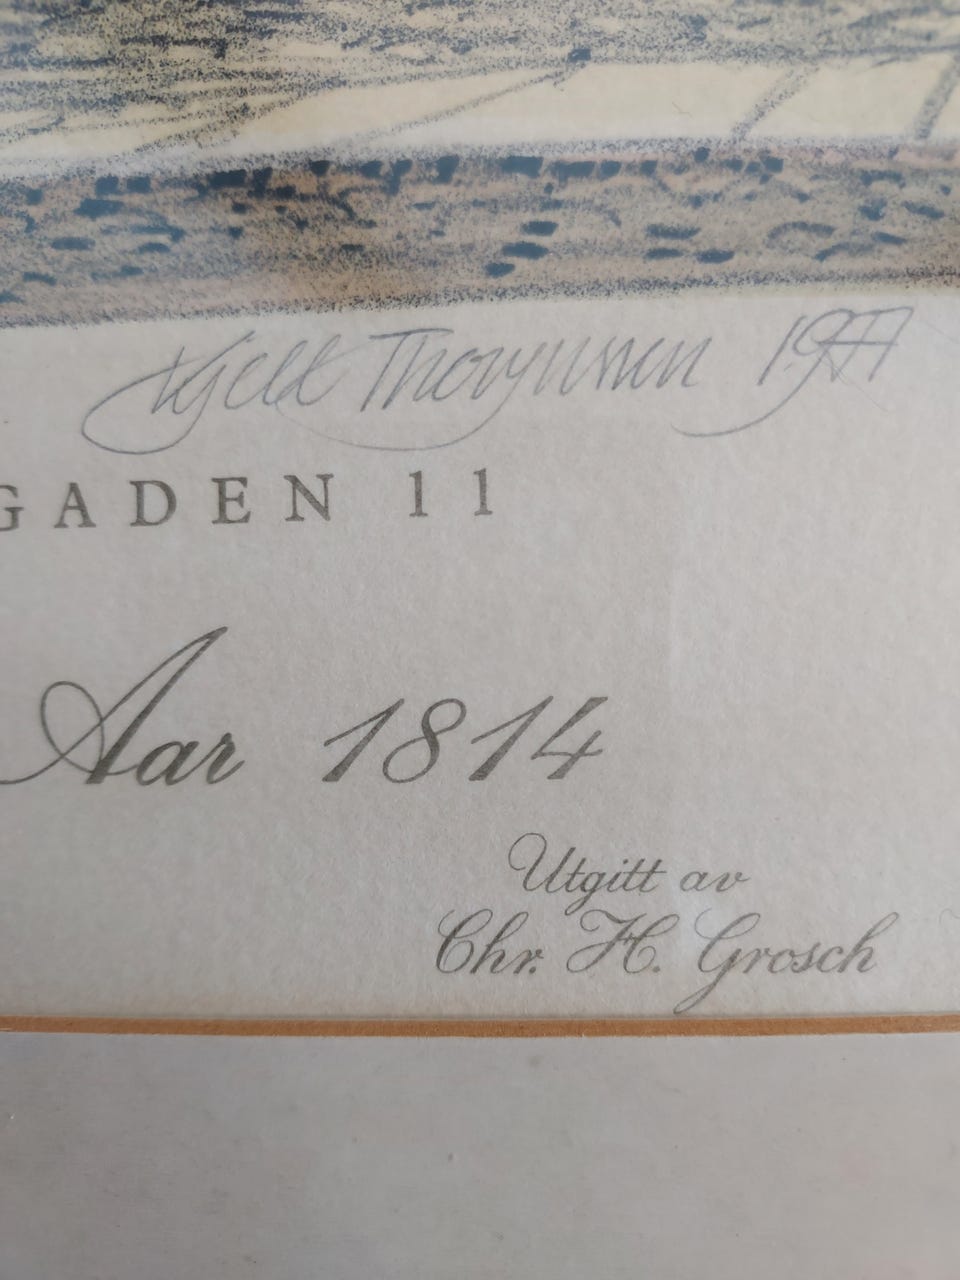 Kjell Thorjussen 1977
GADEN 11
Aar 1814
Utgitt av
Chr. H. Grosch